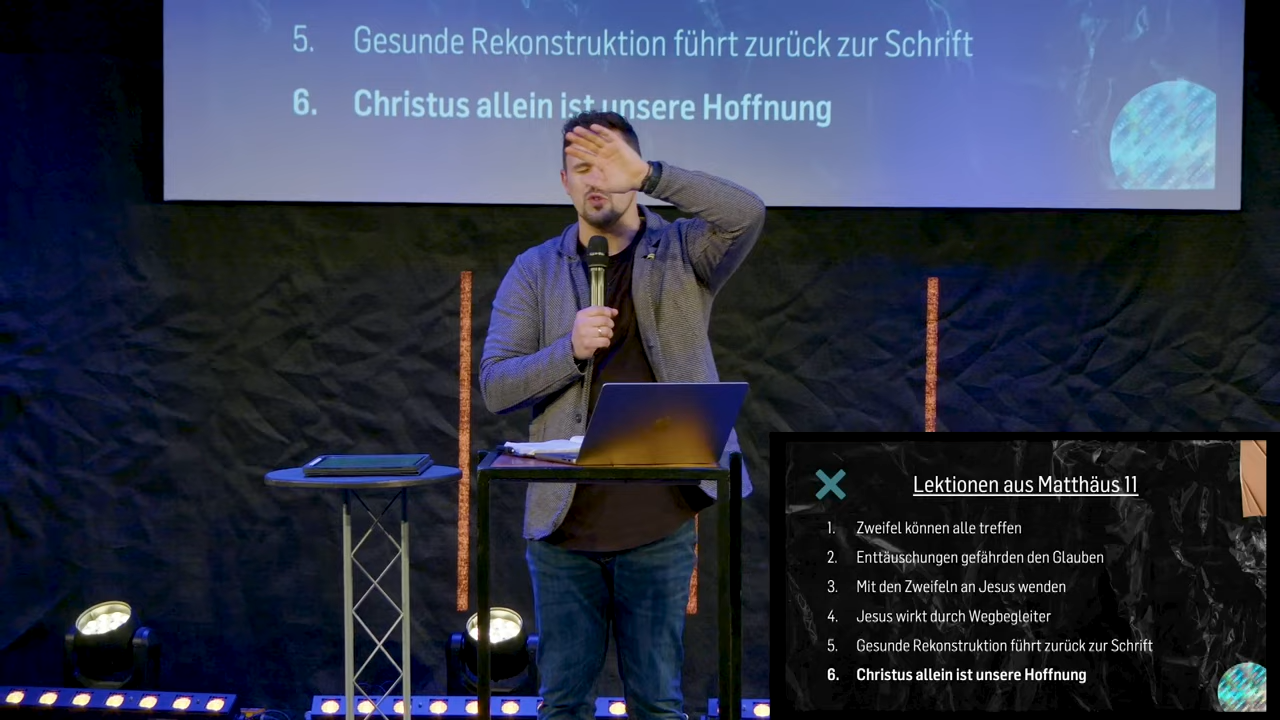 5. Gesunde Rekonstruktion führt zurück zur Schrift
6. Christus allein ist unsere Hoffnung
Lektionen aus Matthäus 11
1. Zweifel können alle treffen
2. Enttäuschungen gefährden den Glauben
3. Mit den Zweifeln an Jesus wenden
4. Jesus wirkt durch Wegbegleiter
5. Gesunde Rekonstruktion führt zurück zur Schrift
6. Christus allein ist unsere Hoffnung